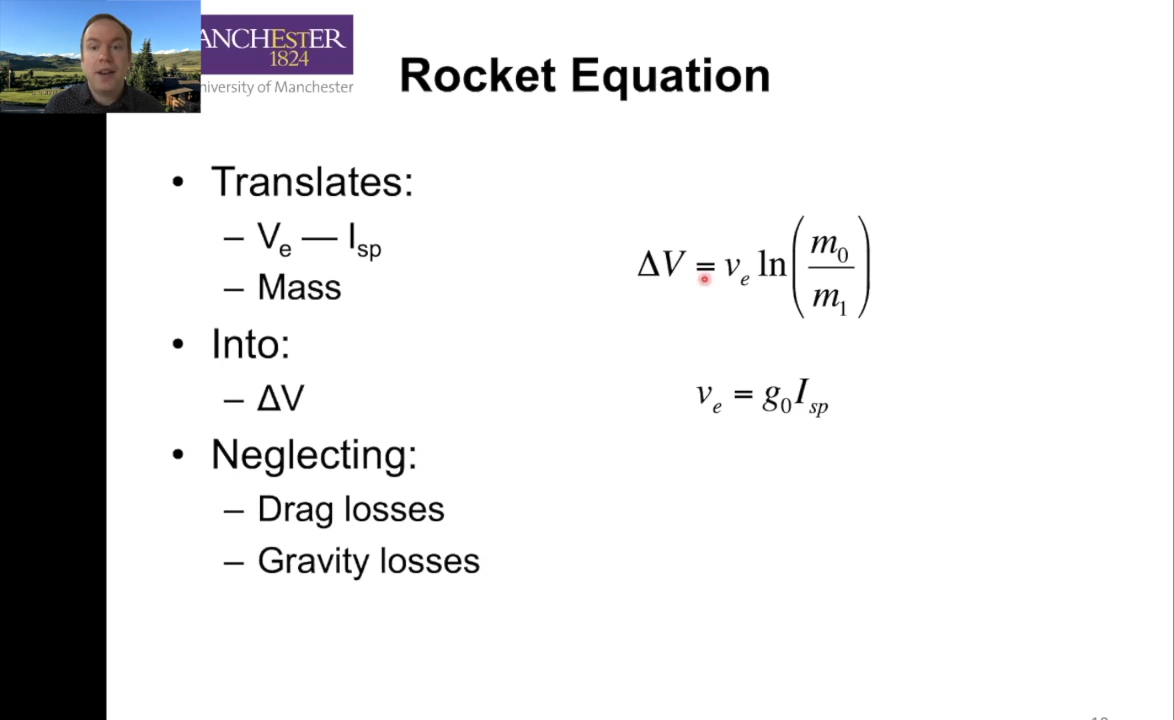 ANCHESTER
1824
niversity of Manchester
Rocket Equation
• Translates:
– Vₑ — Iₛₚ
– Mass
• Into:
– ΔV
• Neglecting:
– Drag losses
– Gravity losses
ΔV = vₑ ln(m₀/m₁)
vₑ = g₀Iₛₚ